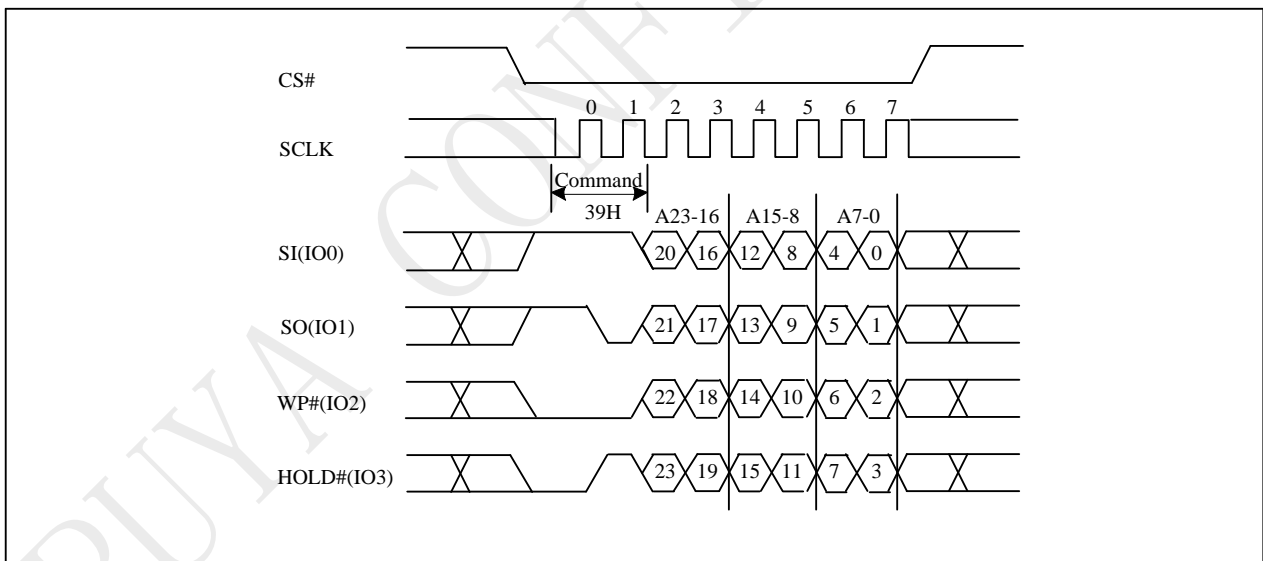 PUYA CONF
CS#
0 1 2 3 4 5 6 7
SCLK
Command
39H
A23-16 A15-8 A7-0
SI(IO0) 20 16 12 8 4 0
SO(IO1) 21 17 13 9 5 1
WP#(IO2) 22 18 14 10 6 2
HOLD#(IO3) 23 19 15 11 7 3